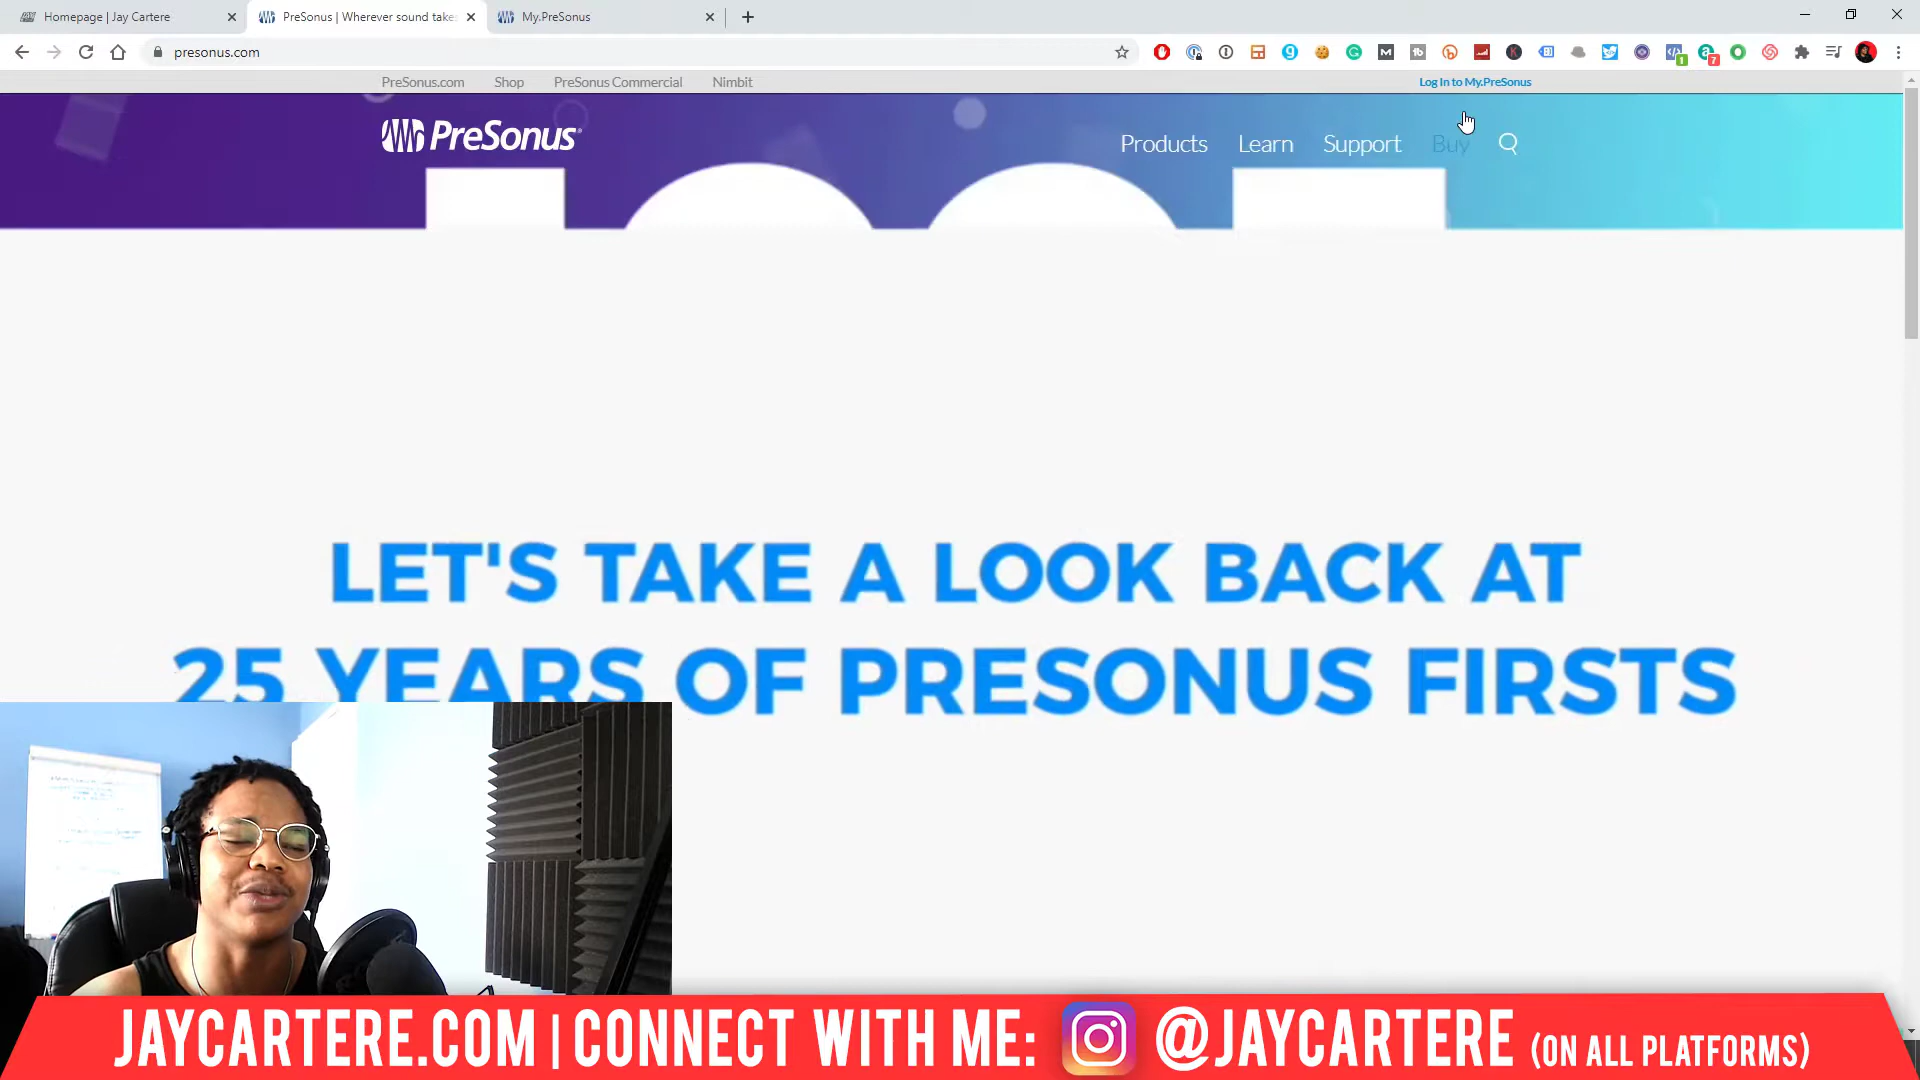 Homepage | Jay Cartere
PreSonus | Wherever sound take
My.PreSonus
presonus.com
1
7
PreSonus.com Shop PreSonus Commercial Nimbit
Log In to My.PreSonus
PreSonus
Products Learn Support Buy
LET'S TAKE A LOOK BACK AT
25 YEARS OF PRESONUS FIRSTS
JAYCARTERE.COM | CONNECT WITH ME: @JAYCARTERE (ON ALL PLATFORMS)